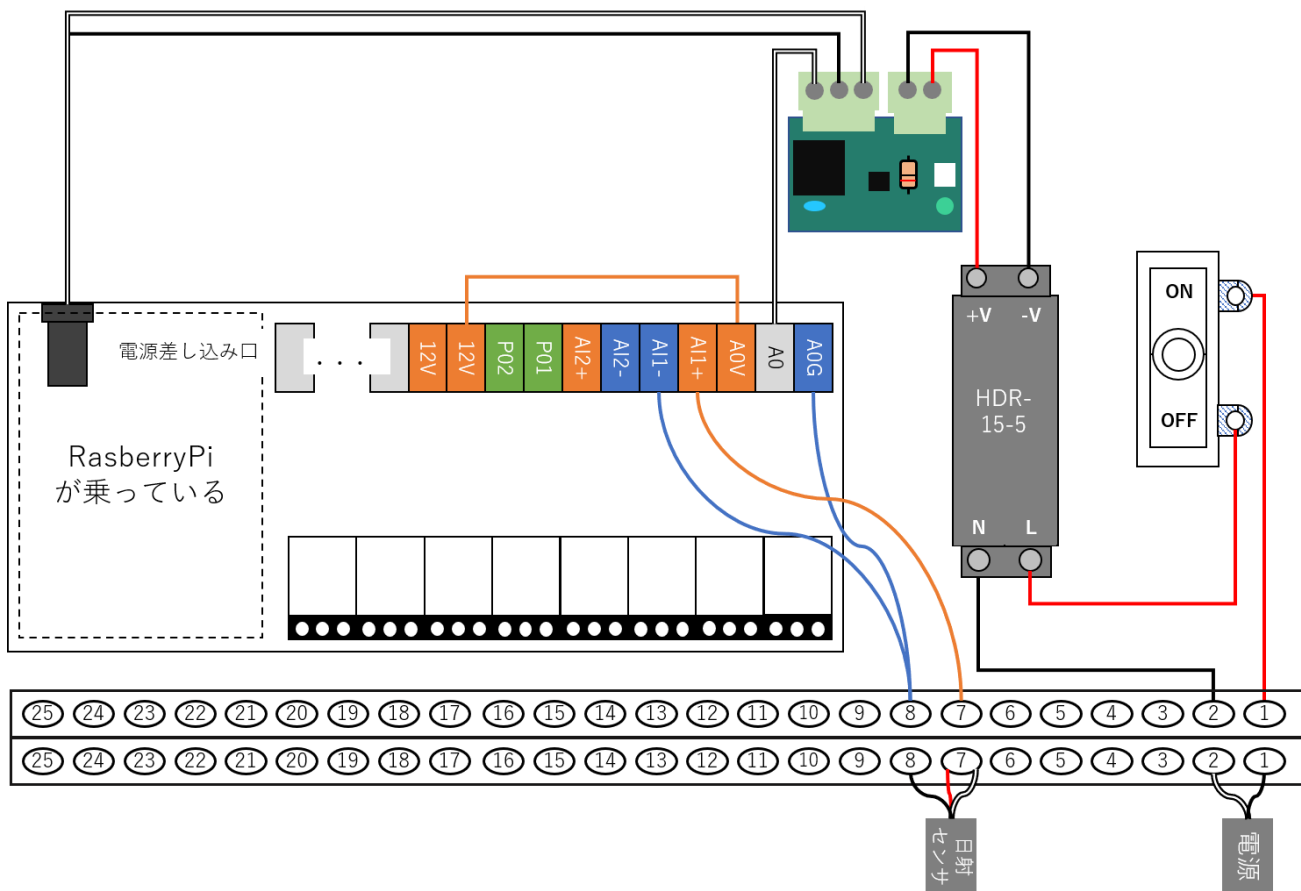 電源差し込み口
. . .
12V
12V
P02
P01
AI2+
AI2-
AI1-
AI1+
A0V
A0
A0G
RasberryPi
が乗っている
+V
-V
HDR-
15-5
N
L
ON
OFF
25 24 23 22 21 20 19 18 17 16 15 14 13 12 11 10 9 8 7 6 5 4 3 2 1
25 24 23 22 21 20 19 18 17 16 15 14 13 12 11 10 9 8 7 6 5 4 3 2 1
日射
センサ
電源